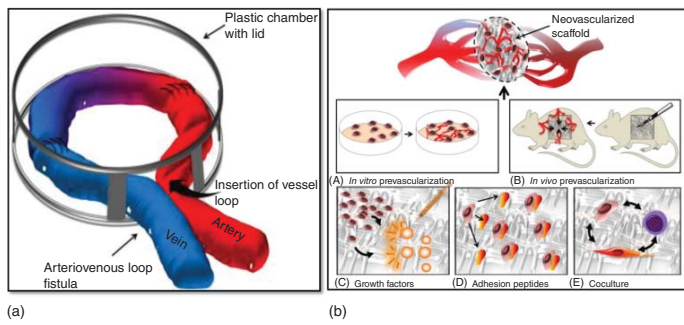 (a)
Plastic chamber
with lid
Insertion of vessel
loop
Artery
Vein
Arteriovenous loop
fistula
(a)
Neovascularized
scaffold
(A) In vitro prevascularization
(B) In vivo prevascularization
(C) Growth factors
(D) Adhesion peptides
(E) Coculture
(b)
(b)